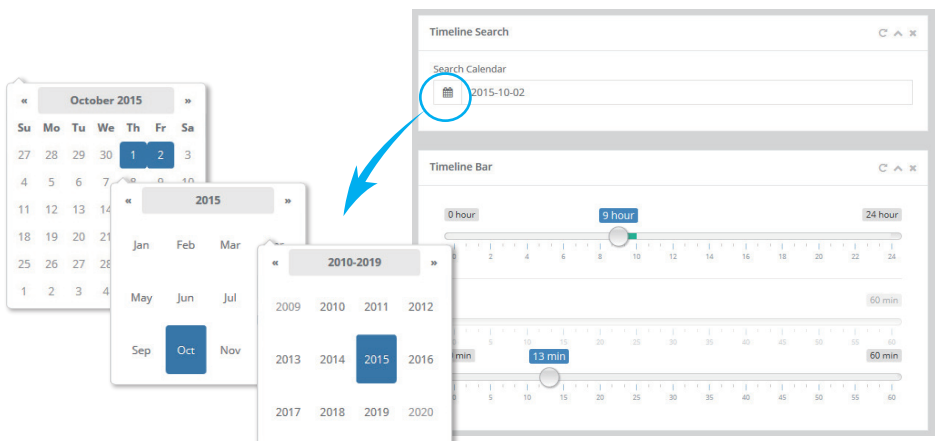 Timeline Search
Search Calendar
2015-10-02
« October 2015 »
Su Mo Tu We Th Fr Sa
27 28 29 30 1 2 3
4 5 6 7 8 9 10
11 12 13 14
18 19 20 21
25 26 27 28
1 2 3 4
« 2015 »
Jan Feb Mar
May Jun Jul
Sep Oct Nov
« 2010-2019 »
2009 2010 2011 2012
2013 2014 2015 2016
2017 2018 2019 2020
Timeline Bar
0 hour 9 hour 24 hour
0 2 4 6 8 10 12 14 16 18 20 22 24
60 min
5 10 15 20 25 30 35 40 45 50 55 60
min 13 min 60 min
0 5 10 15 20 25 30 35 40 45 50 55 60